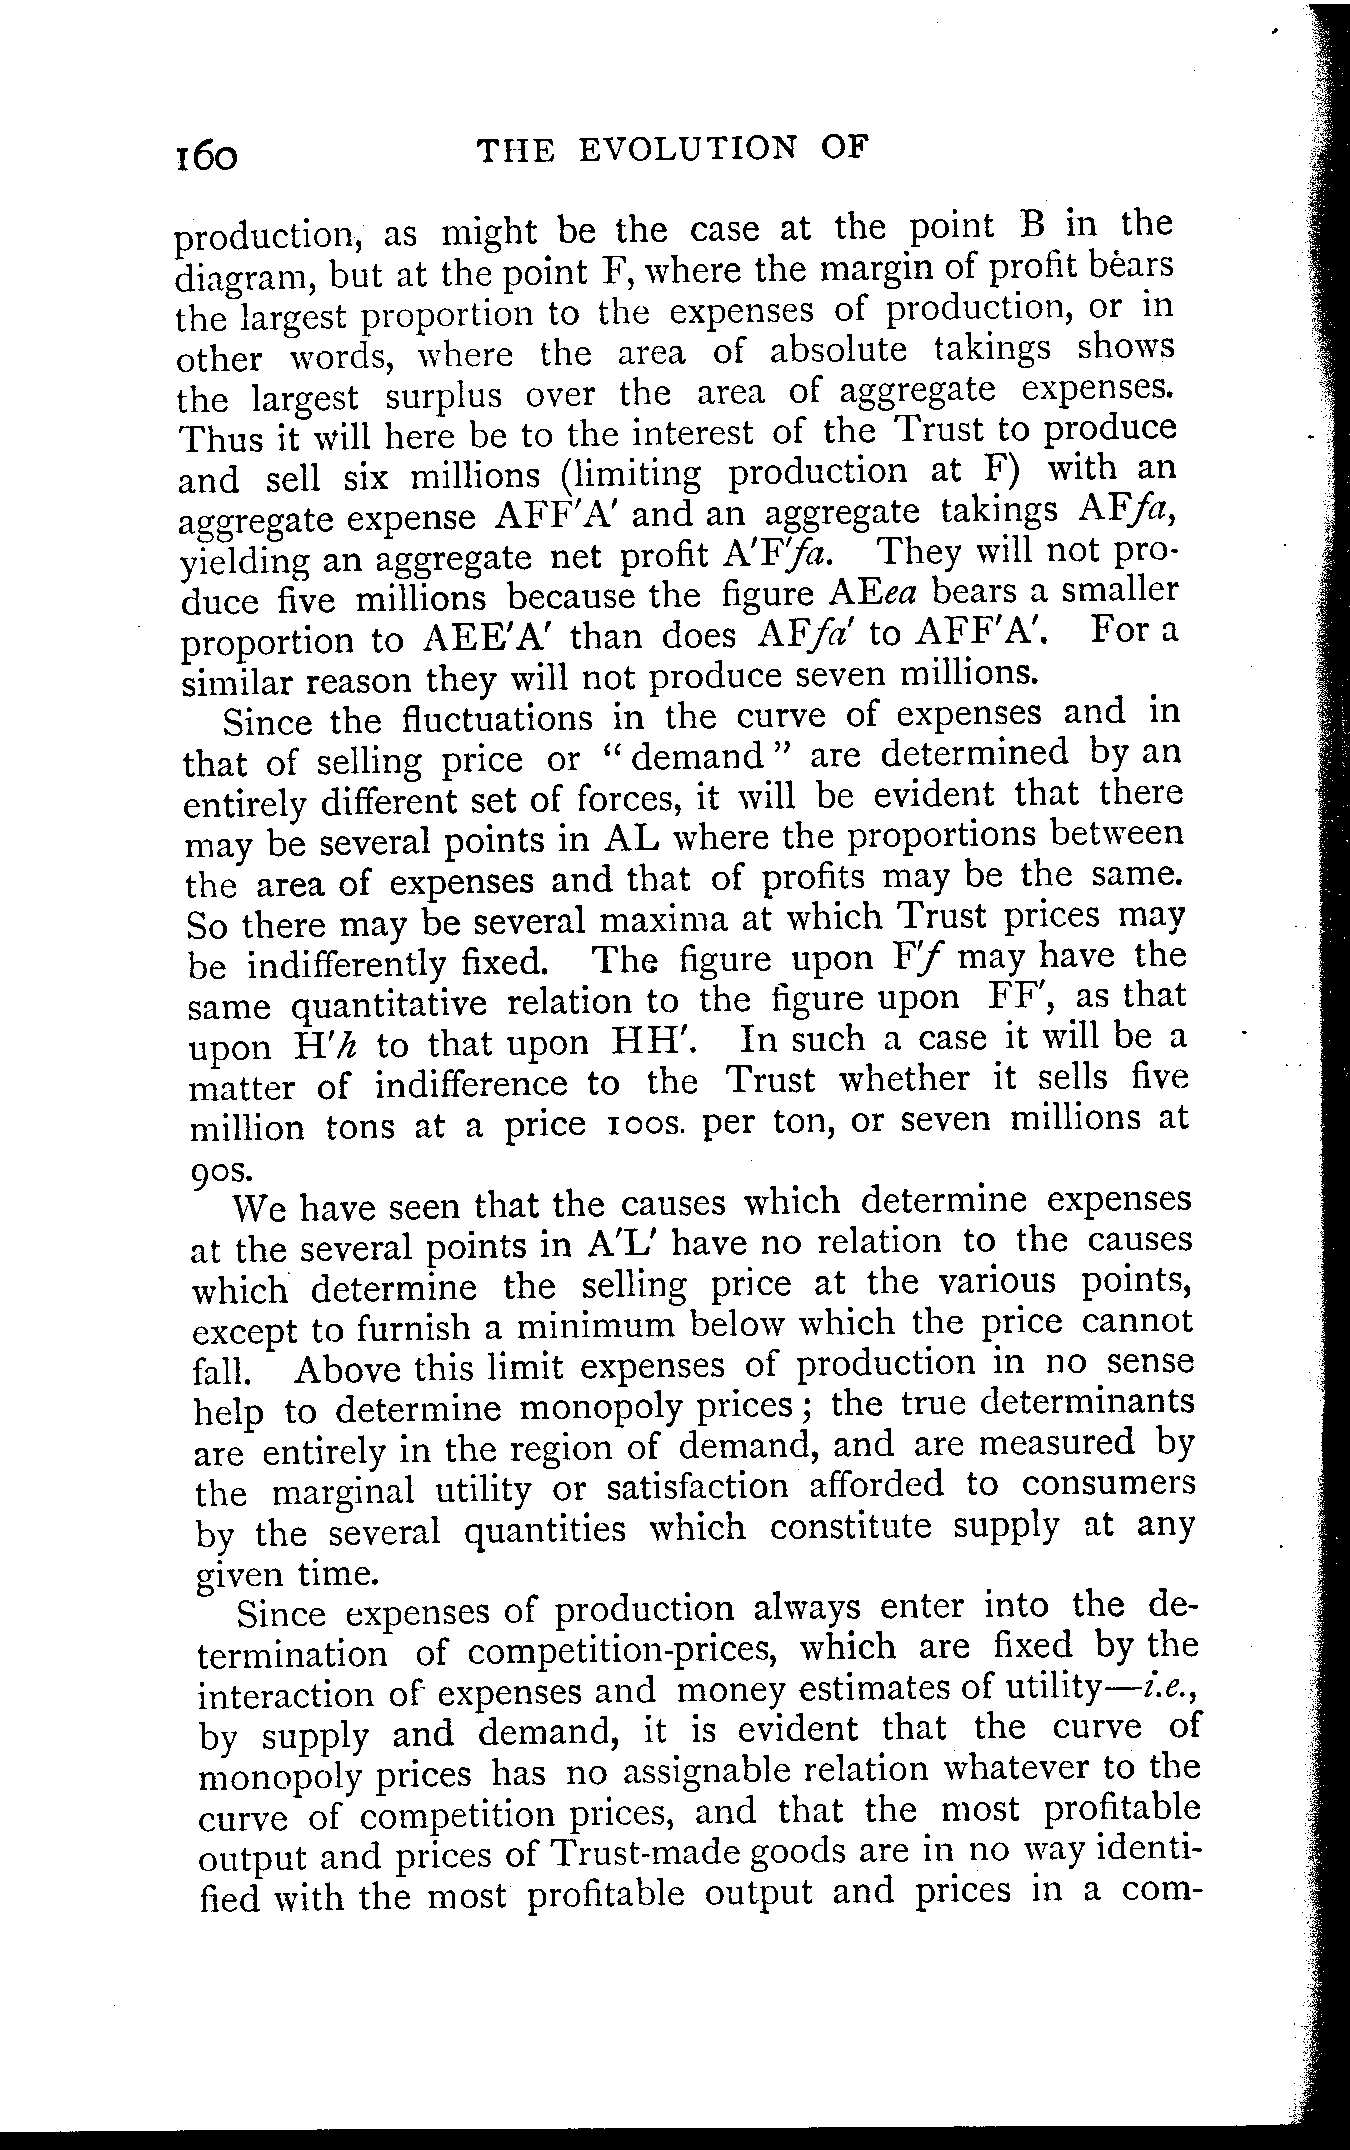 160 THE EVOLUTION OF
production, as might be the case at the point B in the
diagram, but at the point F, where the margin of profit bears
the largest proportion to the expenses of production, or in
other words, where the area of absolute takings shows
the largest surplus over the area of aggregate expenses.
Thus it will here be to the interest of the Trust to produce
and sell six millions (limiting production at F) with an
aggregate expense AFF'A' and an aggregate takings AFfa,
yielding an aggregate net profit A'F'fa. They will not pro-
duce five millions because the figure AEea bears a smaller
proportion to AEE'A' than does AFfa' to AFF'A'. For a
similar reason they will not produce seven millions.
Since the fluctuations in the curve of expenses and in
that of selling price or "demand" are determined by an
entirely different set of forces, it will be evident that there
may be several points in AL where the proportions between
the area of expenses and that of profits may be the same.
So there may be several maxima at which Trust prices may
be indifferently fixed. The figure upon F'f may have the
same quantitative relation to the figure upon FF', as that
upon H'h to that upon HH'. In such a case it will be a
matter of indifference to the Trust whether it sells five
million tons at a price 100s. per ton, or seven millions at
90s.
We have seen that the causes which determine expenses
at the several points in A'L' have no relation to the causes
which determine the selling price at the various points,
except to furnish a minimum below which the price cannot
fall. Above this limit expenses of production in no sense
help to determine monopoly prices; the true determinants
are entirely in the region of demand, and are measured by
the marginal utility or satisfaction afforded to consumers
by the several quantities which constitute supply at any
given time.
Since expenses of production always enter into the de-
termination of competition-prices, which are fixed by the
interaction of expenses and money estimates of utility—i.e.,
by supply and demand, it is evident that the curve of
monopoly prices has no assignable relation whatever to the
curve of competition prices, and that the most profitable
output and prices of Trust-made goods are in no way identi-
fied with the most profitable output and prices in a com-